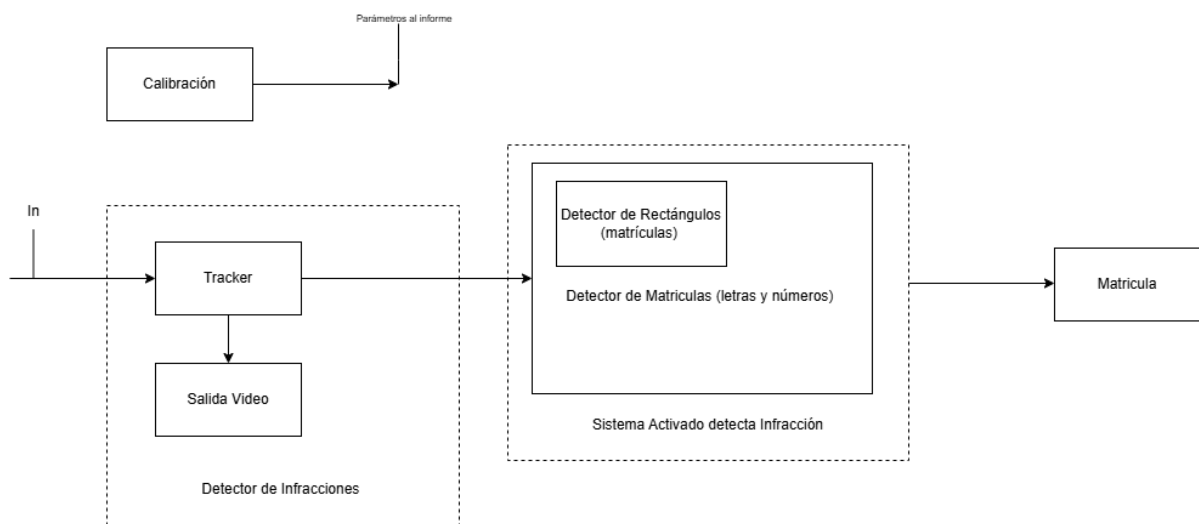 Parámetros al informe
Calibración
In
Tracker
Salida Video
Detector de Infracciones
Detector de Rectángulos
(matrículas)
Detector de Matriculas (letras y números)
Sistema Activado detecta Infracción
Matricula